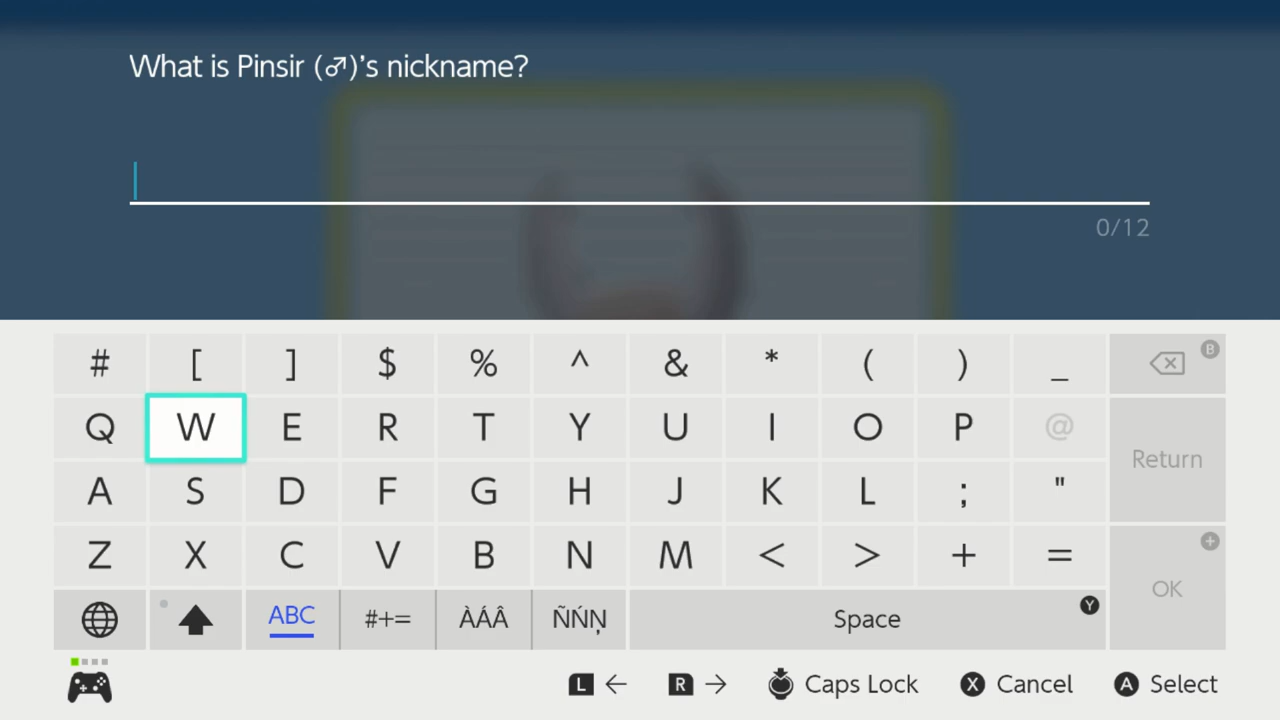 What is Pinsir (♂)'s nickname?
0/12
# [ ] $ % ^ & * ( ) _ B
Q W E R T Y U I O P @ Return
A S D F G H J K L ; "
Z X C V B N M < > + = + OK
ABC #+= ÀÁÂ ÑŃŅ Space Y
L ← R → Caps Lock X Cancel A Select